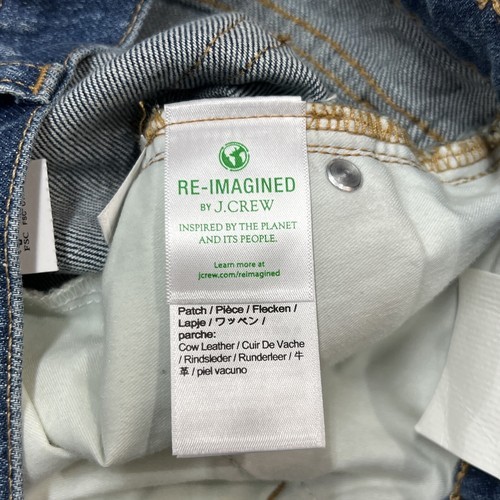 RE-IMAGINED
BY J.CREW
INSPIRED BY THE PLANET
AND ITS PEOPLE.
Learn more at
jcrew.com/reimagined
Patch / Pièce / Flecken /
Lapje / ワッペン /
parche:
Cow Leather / Cuir De Vache
/ Rindsleder / Runderleer / 牛
革 / piel vacuno
FSC